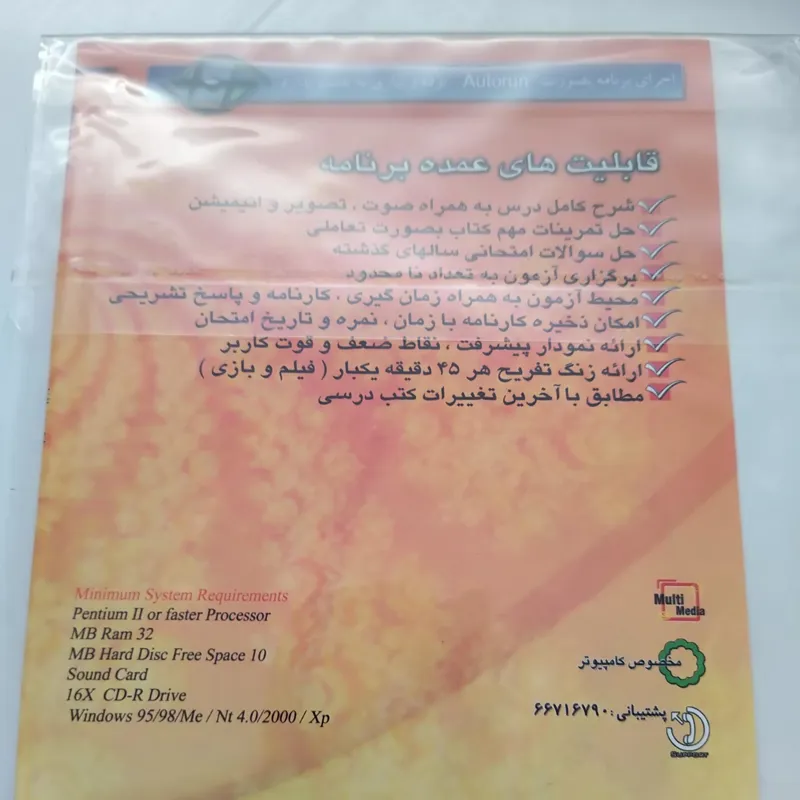 اجرای برنامه بصورت Autorun
قابلیت های عمده برنامه
شرح کامل درس به همراه صوت ، تصویر و انیمیشن
حل تمرینات مهم کتاب بصورت تعاملی
حل سوالات امتحانی سالهای گذشته
برگزاری آزمون به تعداد نا محدود
محیط آزمون به همراه زمان گیری ، کارنامه و پاسخ تشریحی
امکان ذخیره کارنامه با زمان ، نمره و تاریخ امتحان
ارائه نمودار پیشرفت ، نقاط ضعف و قوت کاربر
ارائه زنگ تفریح هر ۴۵ دقیقه یکبار ( فیلم و بازی )
مطابق با آخرین تغییرات کتب درسی
Minimum System Requirements
Pentium II or faster Processor
MB Ram 32
MB Hard Disc Free Space 10
Sound Card
16X CD-R Drive
Windows 95/98/Me / Nt 4.0/2000 / Xp
Multi
Media
مخصوص کامپیوتر
پشتیبانی : ۶۶۷۱۶۷۹۰
SUPPORT